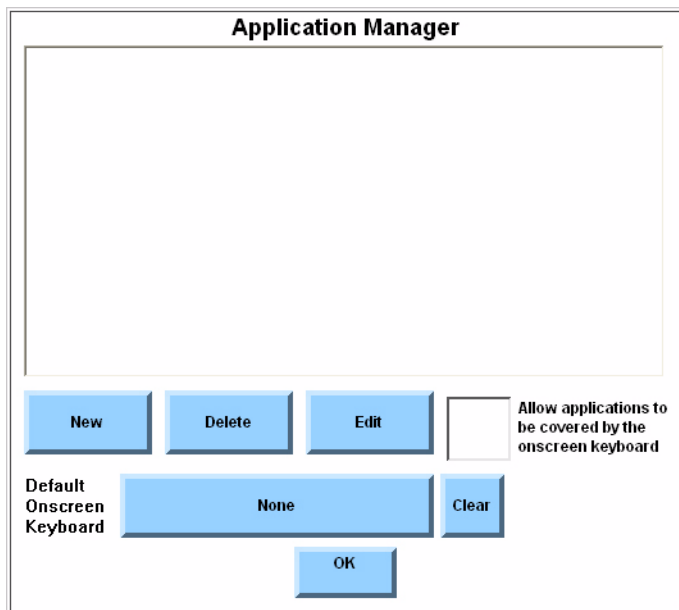 Application Manager
New
Delete
Edit
Allow applications to
be covered by the
onscreen keyboard
Default
Onscreen
Keyboard
None
Clear
OK